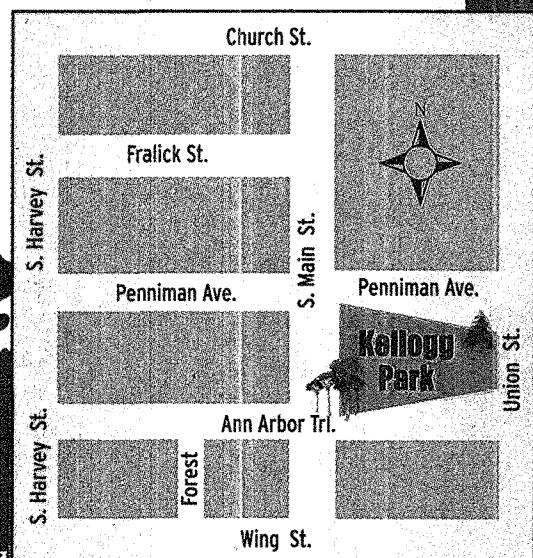 Church St.
N
Fralick St.
S. Harvey St.
S. Main St.
Penniman Ave.
Penniman Ave.
Kellogg
Park
Union St.
Ann Arbor Trl.
S. Harvey St.
Forest
Wing St.